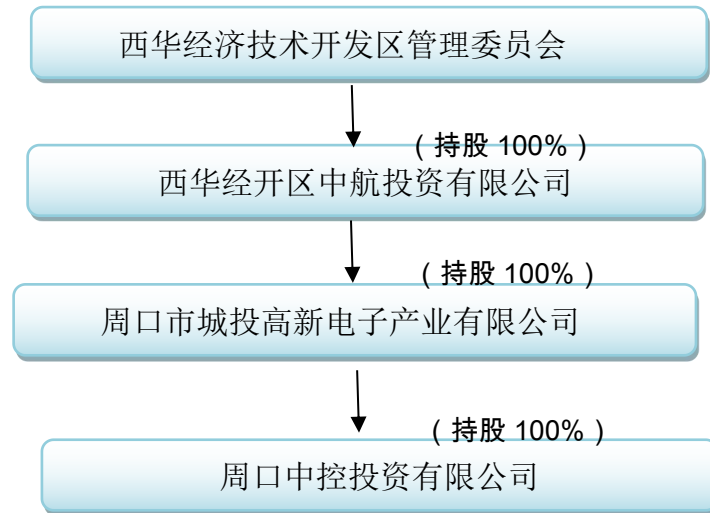 西华经济技术开发区管理委员会
（持股 100%）
西华经开区中航投资有限公司
（持股 100%）
周口市城投高新电子产业有限公司
（持股 100%）
周口中控投资有限公司